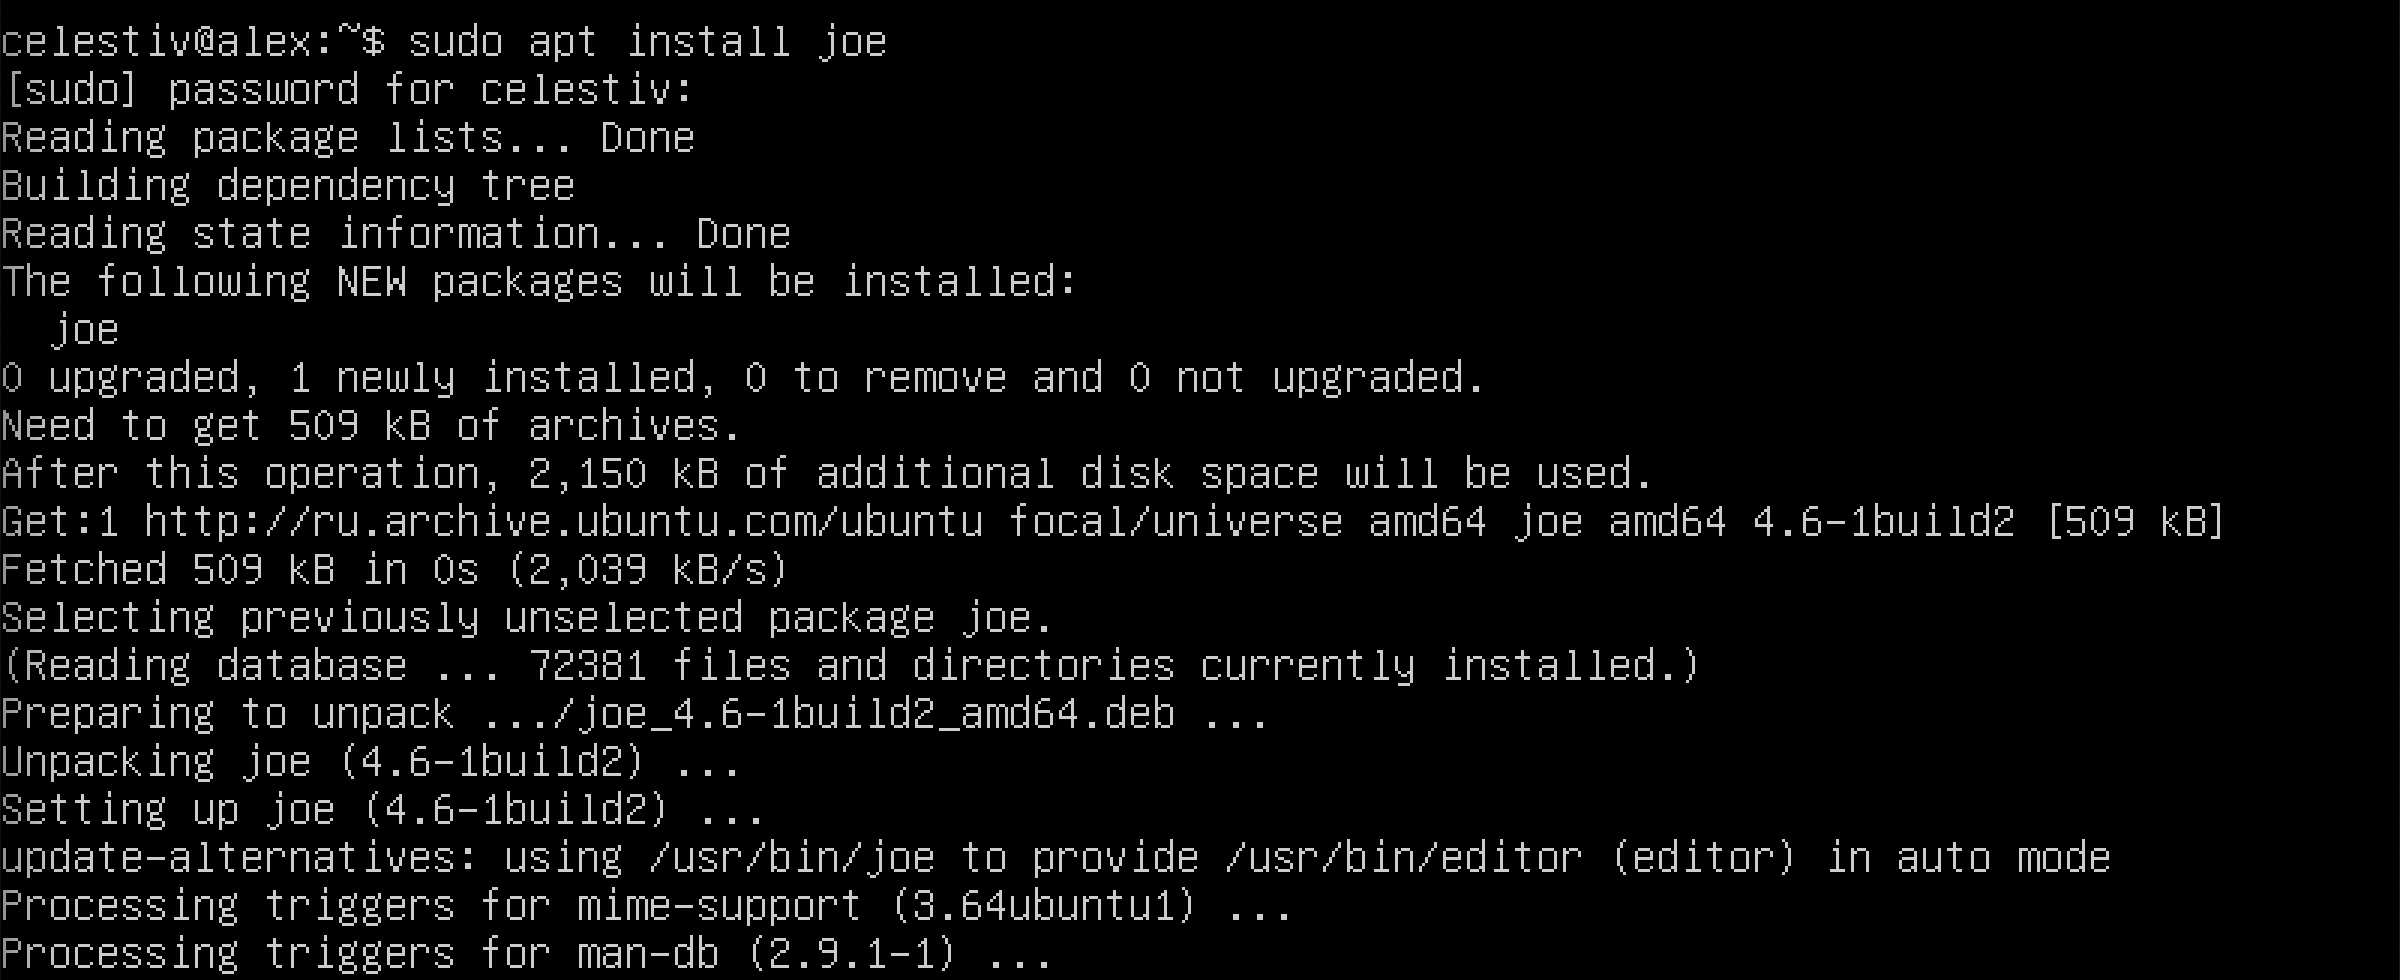 celestiv@alex:~$ sudo apt install joe
[sudo] password for celestiv:
Reading package lists... Done
Building dependency tree
Reading state information... Done
The following NEW packages will be installed:
  joe
0 upgraded, 1 newly installed, 0 to remove and 0 not upgraded.
Need to get 509 kB of archives.
After this operation, 2,150 kB of additional disk space will be used.
Get:1 http://ru.archive.ubuntu.com/ubuntu focal/universe amd64 joe amd64 4.6-1build2 [509 kB]
Fetched 509 kB in 0s (2,039 kB/s)
Selecting previously unselected package joe.
(Reading database ... 72381 files and directories currently installed.)
Preparing to unpack .../joe_4.6-1build2_amd64.deb ...
Unpacking joe (4.6-1build2) ...
Setting up joe (4.6-1build2) ...
update-alternatives: using /usr/bin/joe to provide /usr/bin/editor (editor) in auto mode
Processing triggers for mime-support (3.64ubuntu1) ...
Processing triggers for man-db (2.9.1-1) ...